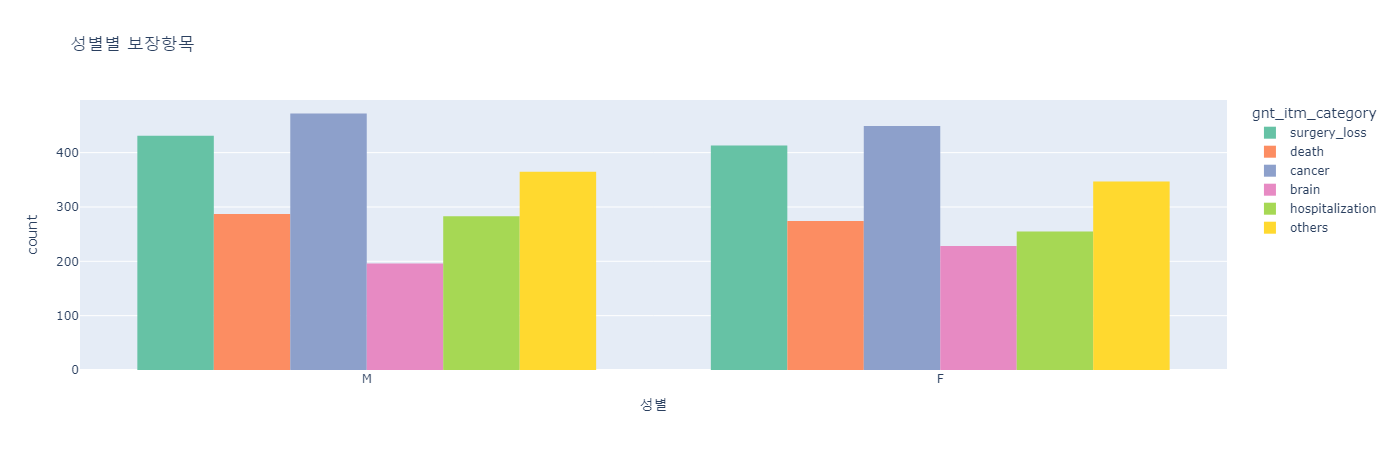 성별별 보장항목
gnt_itm_category
surgery_loss
death
cancer
brain
hospitalization
others
count
400
300
200
100
0
M
F
성별